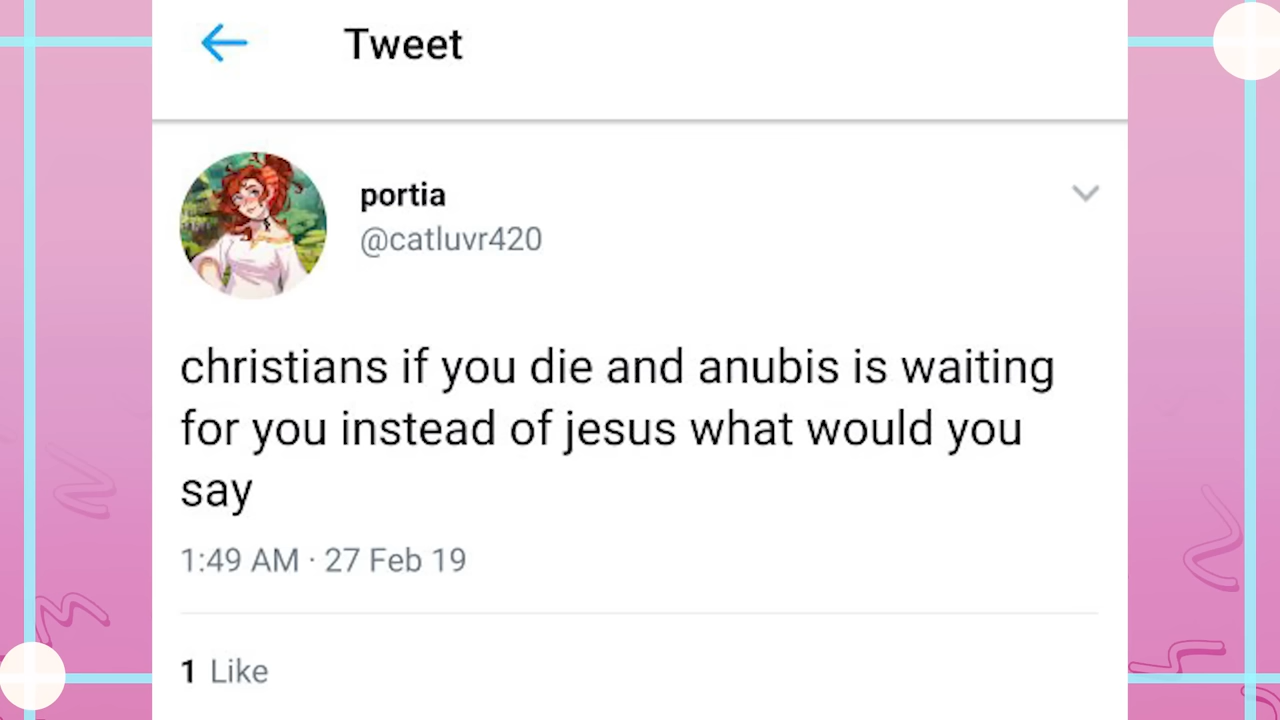 Tweet
portia
@catluvr420
christians if you die and anubis is waiting
for you instead of jesus what would you
say
1:49 AM · 27 Feb 19
1 Like